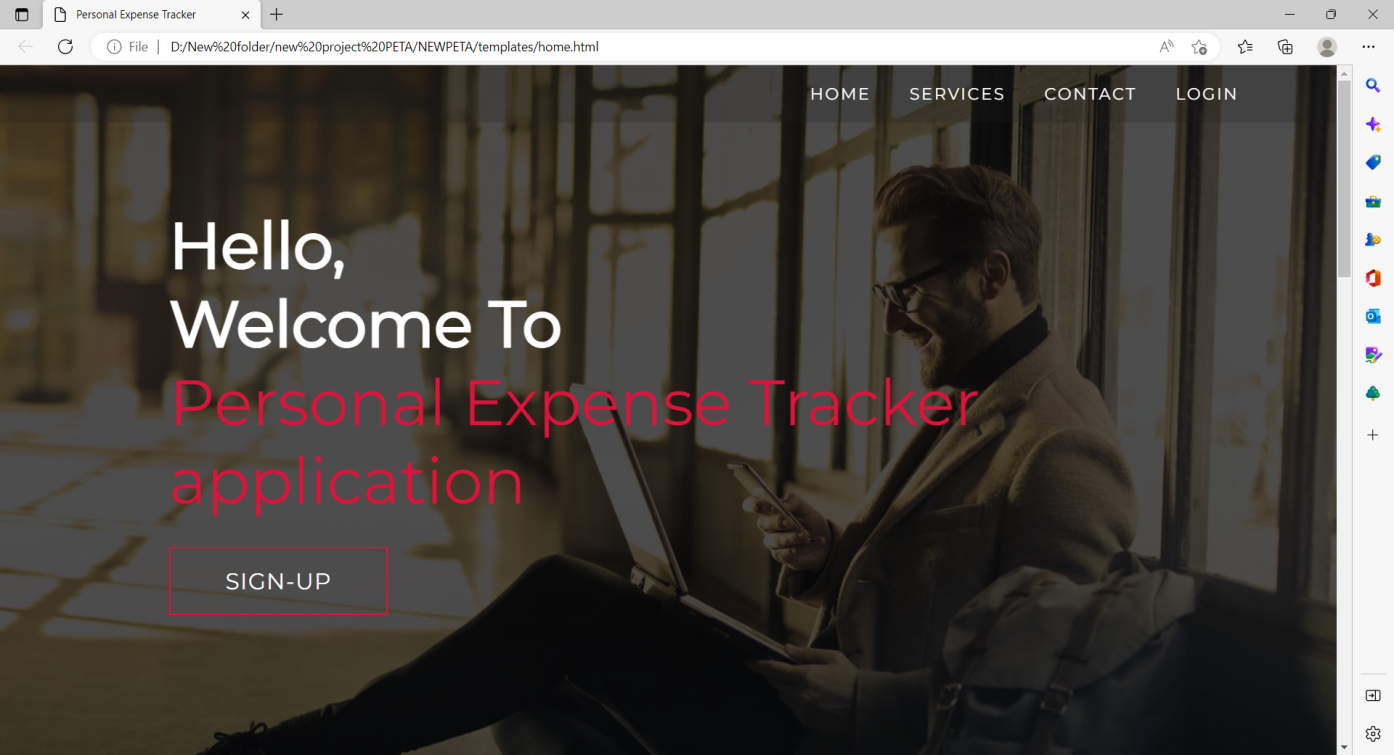 Personal Expense Tracker
File
D:/New%20folder/new%20project%20PETA/NEWPETA/templates/home.html
HOME SERVICES CONTACT LOGIN
Hello,
Welcome To
Personal Expense Tracker
application
SIGN-UP